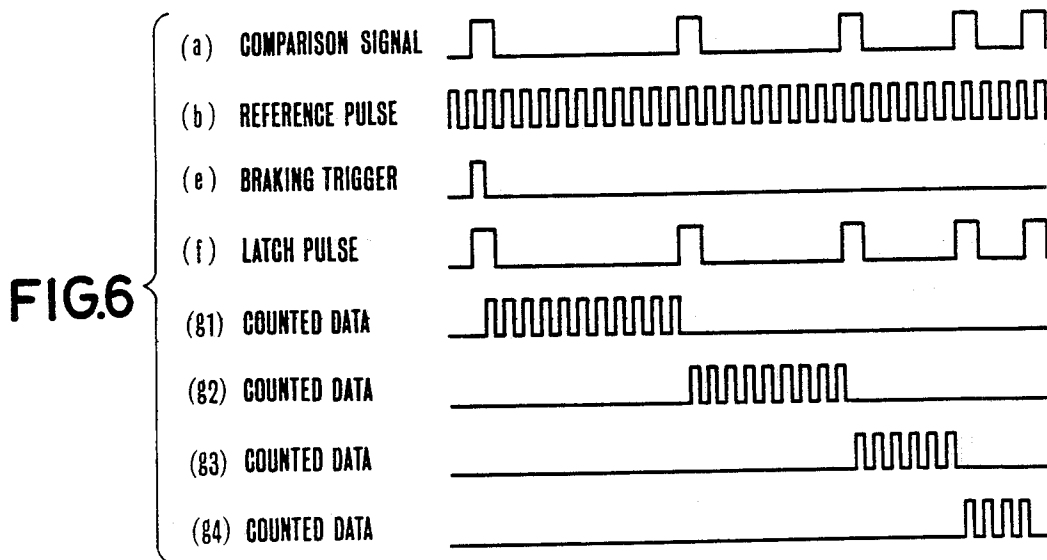 FIG.6
(a) COMPARISON SIGNAL
(b) REFERENCE PULSE
(e) BRAKING TRIGGER
(f) LATCH PULSE
(g1) COUNTED DATA
(g2) COUNTED DATA
(g3) COUNTED DATA
(g4) COUNTED DATA